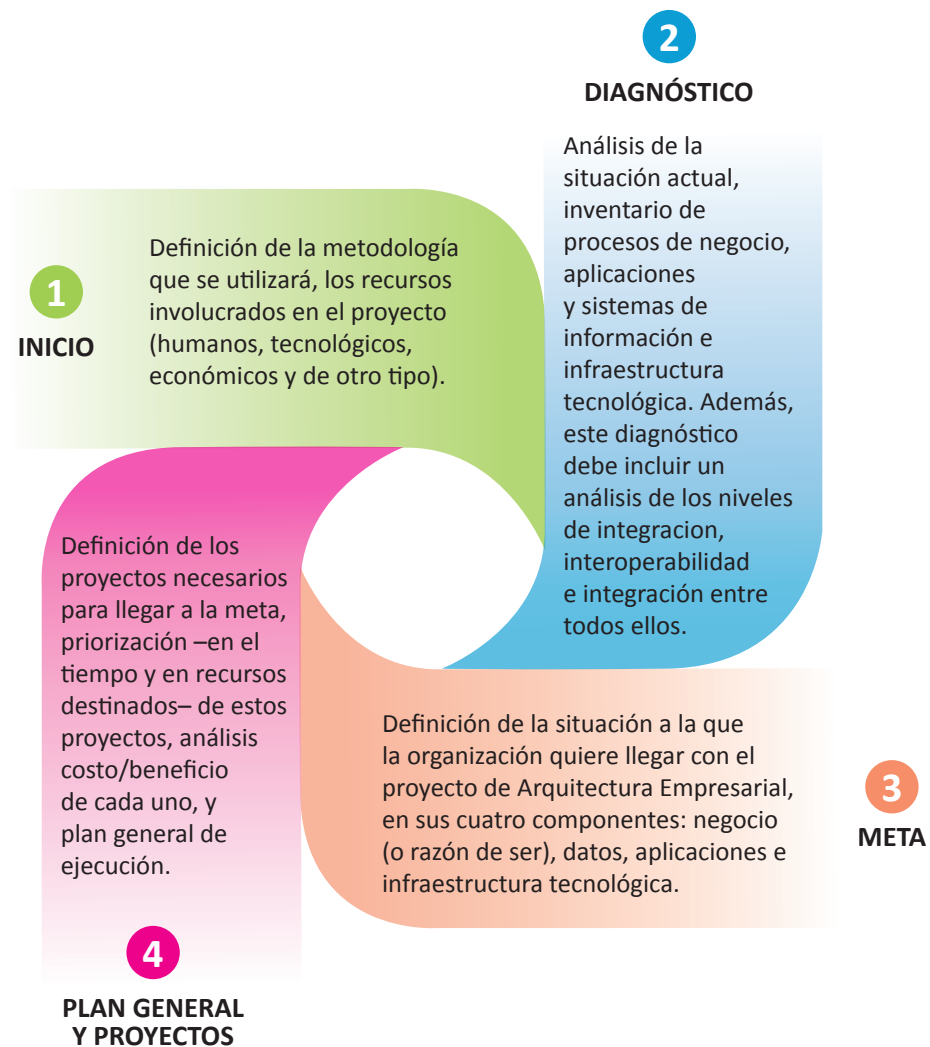 1
INICIO
Definición de la metodología
que se utilizará, los recursos
involucrados en el proyecto
(humanos, tecnológicos,
económicos y de otro tipo).
2
DIAGNÓSTICO
Análisis de la
situación actual,
inventario de
procesos de negocio,
aplicaciones
y sistemas de
información e
infraestructura
tecnológica. Además,
este diagnóstico
debe incluir un
análisis de los niveles
de integracion,
interoperabilidad
e integración entre
todos ellos.
Definición de la situación a la que
la organización quiere llegar con el
proyecto de Arquitectura Empresarial,
en sus cuatro componentes: negocio
(o razón de ser), datos, aplicaciones e
infraestructura tecnológica.
3
META
Definición de los
proyectos necesarios
para llegar a la meta,
priorización –en el
tiempo y en recursos
destinados– de estos
proyectos, análisis
costo/beneficio
de cada uno, y
plan general de
ejecución.
4
PLAN GENERAL
Y PROYECTOS